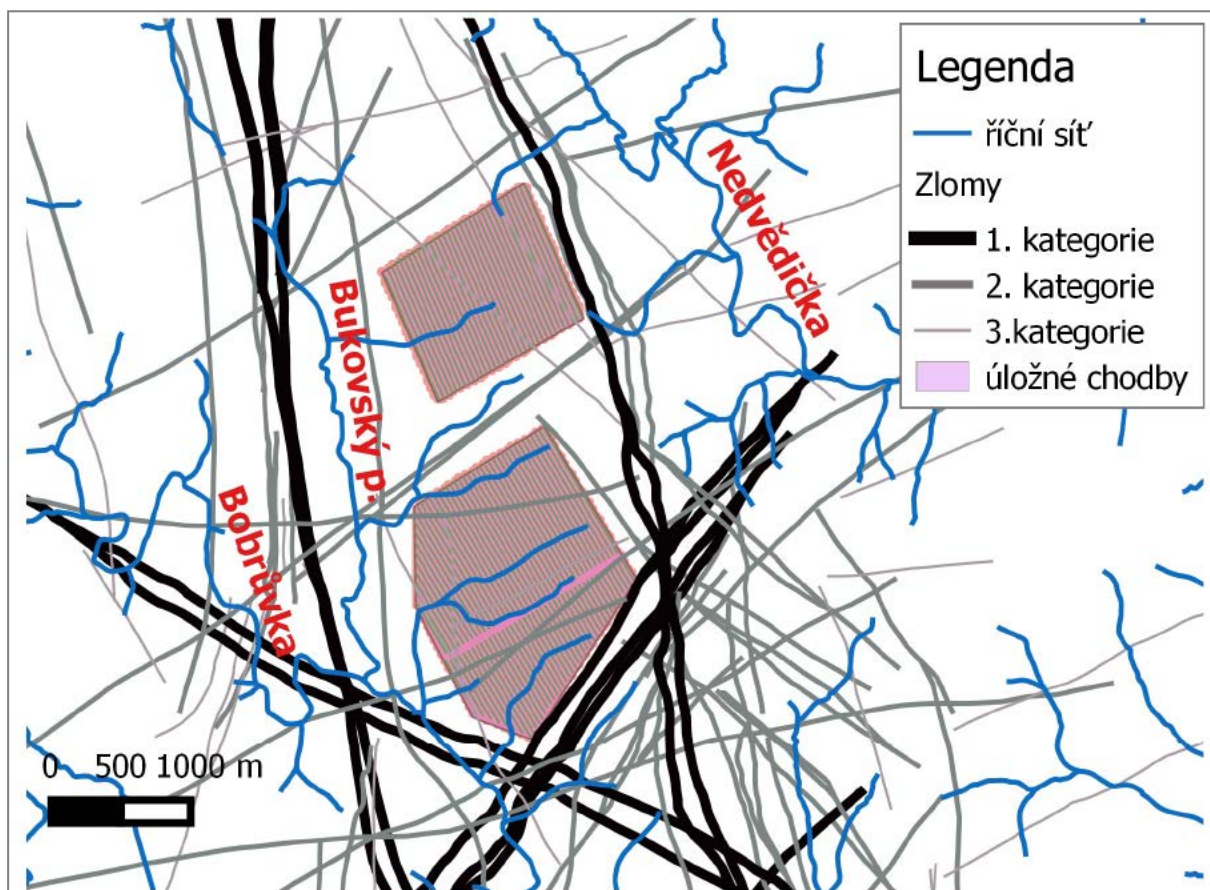 Legenda
říční síť
Zlomy
1. kategorie
2. kategorie
3.kategorie
úložné chodby
Nedvědička
Bukovský p.
Bobrůvka
0 500 1000 m